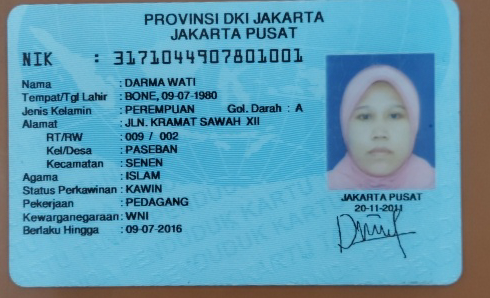 PROVINSI DKI JAKARTA
JAKARTA PUSAT
NIK : 3171044907801001
Nama : DARMA WATI
Tempat/Tgl Lahir : BONE, 09-07-1980
Jenis Kelamin : PEREMPUAN Gol. Darah : A
Alamat : JLN. KRAMAT SAWAH XII
RT/RW : 009 / 002
Kel/Desa : PASEBAN
Kecamatan : SENEN
Agama : ISLAM
Status Perkawinan : KAWIN
Pekerjaan : PEDAGANG
Kewarganegaraan : WNI
Berlaku Hingga : 09-07-2016
JAKARTA PUSAT
20-11-2011